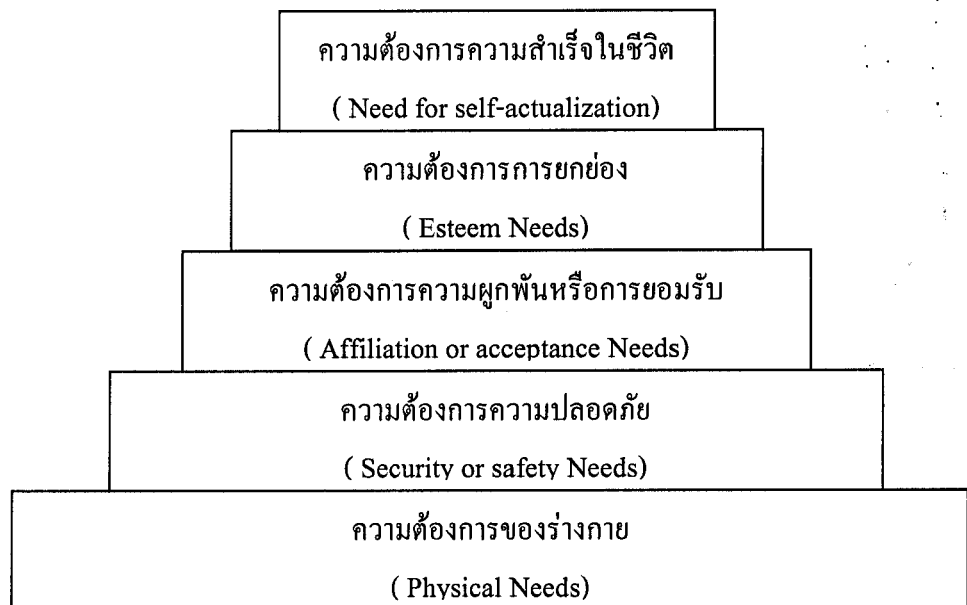 ความต้องการความสำเร็จในชีวิต
( Need for self-actualization)
ความต้องการการยกย่อง
( Esteem Needs)
ความต้องการความผูกพันหรือการยอมรับ
( Affiliation or acceptance Needs)
ความต้องการความปลอดภัย
( Security or safety Needs)
ความต้องการของร่างกาย
( Physical Needs)